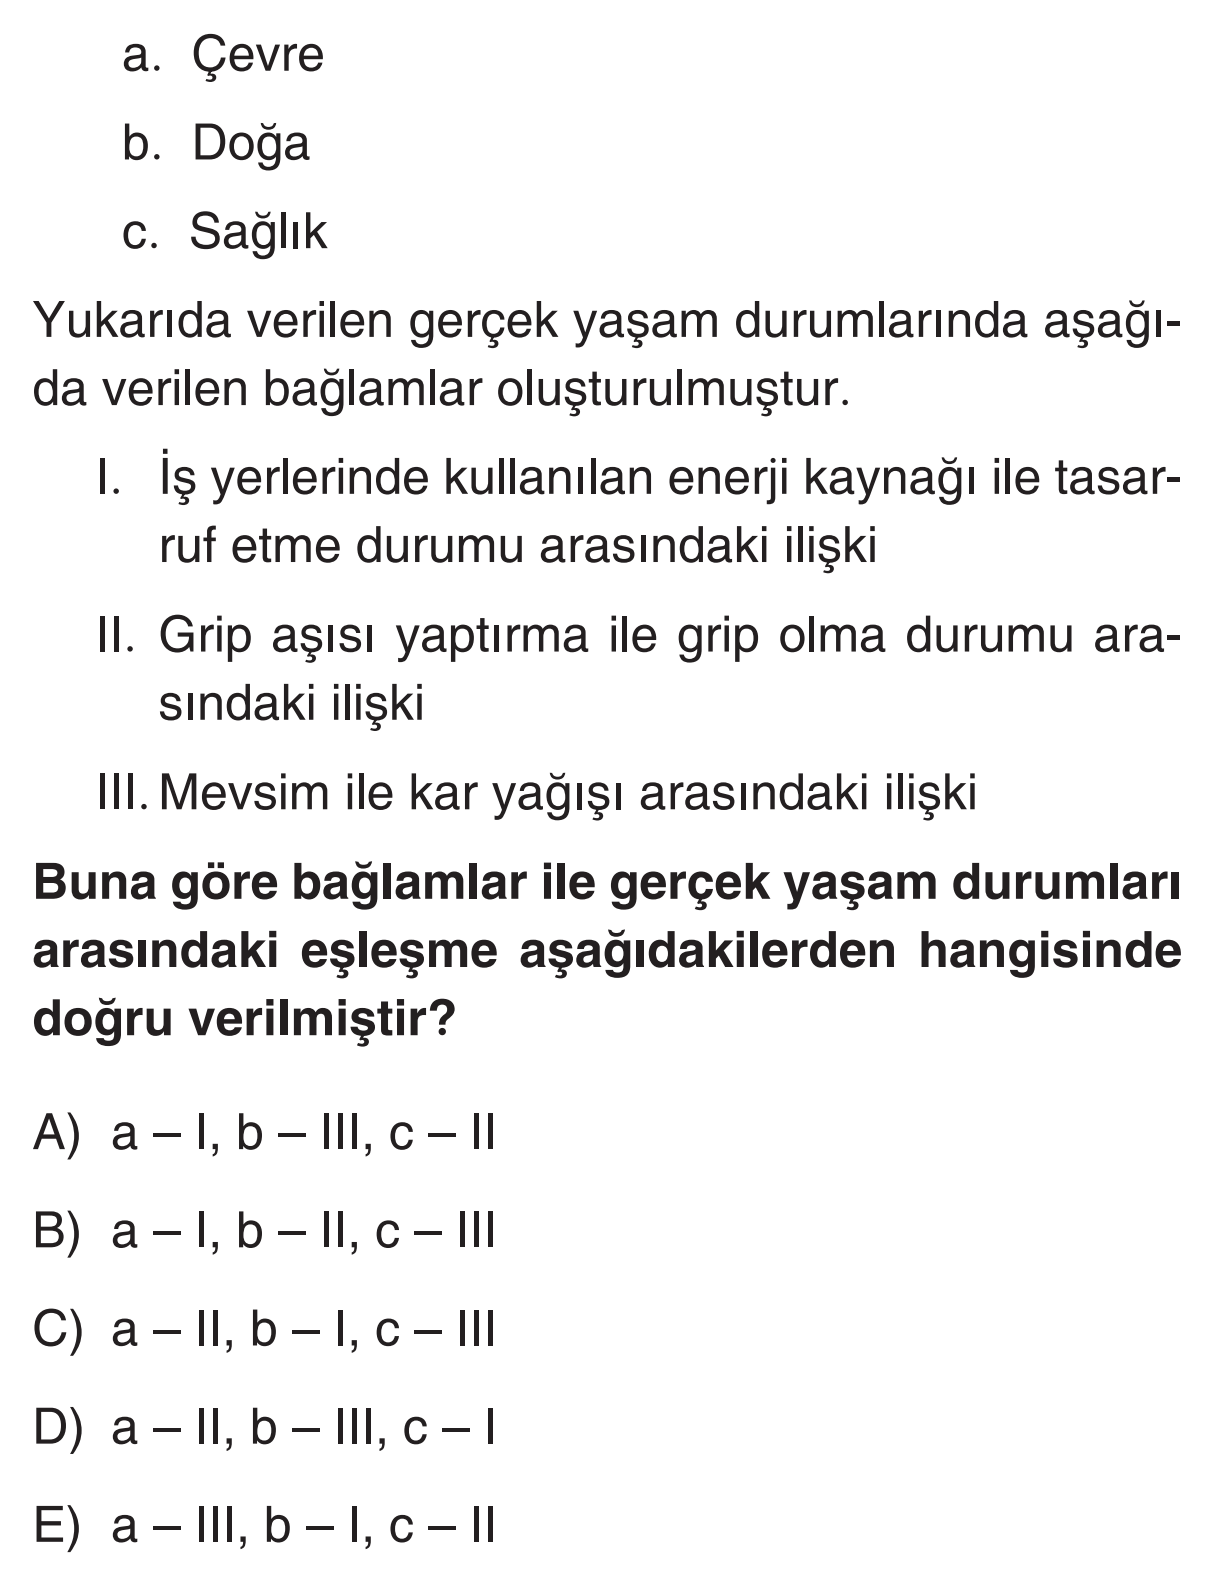 a. Çevre
b. Doğa
c. Sağlık
Yukarıda verilen gerçek yaşam durumlarında aşağı-
da verilen bağlamlar oluşturulmuştur.
I. İş yerlerinde kullanılan enerji kaynağı ile tasar-
ruf etme durumu arasındaki ilişki
II. Grip aşısı yaptırma ile grip olma durumu ara-
sındaki ilişki
III. Mevsim ile kar yağışı arasındaki ilişki
Buna göre bağlamlar ile gerçek yaşam durumları
arasındaki eşleşme aşağıdakilerden hangisinde
doğru verilmiştir?
A) a – I, b – III, c – II
B) a – I, b – II, c – III
C) a – II, b – I, c – III
D) a – II, b – III, c – I
E) a – III, b – I, c – II